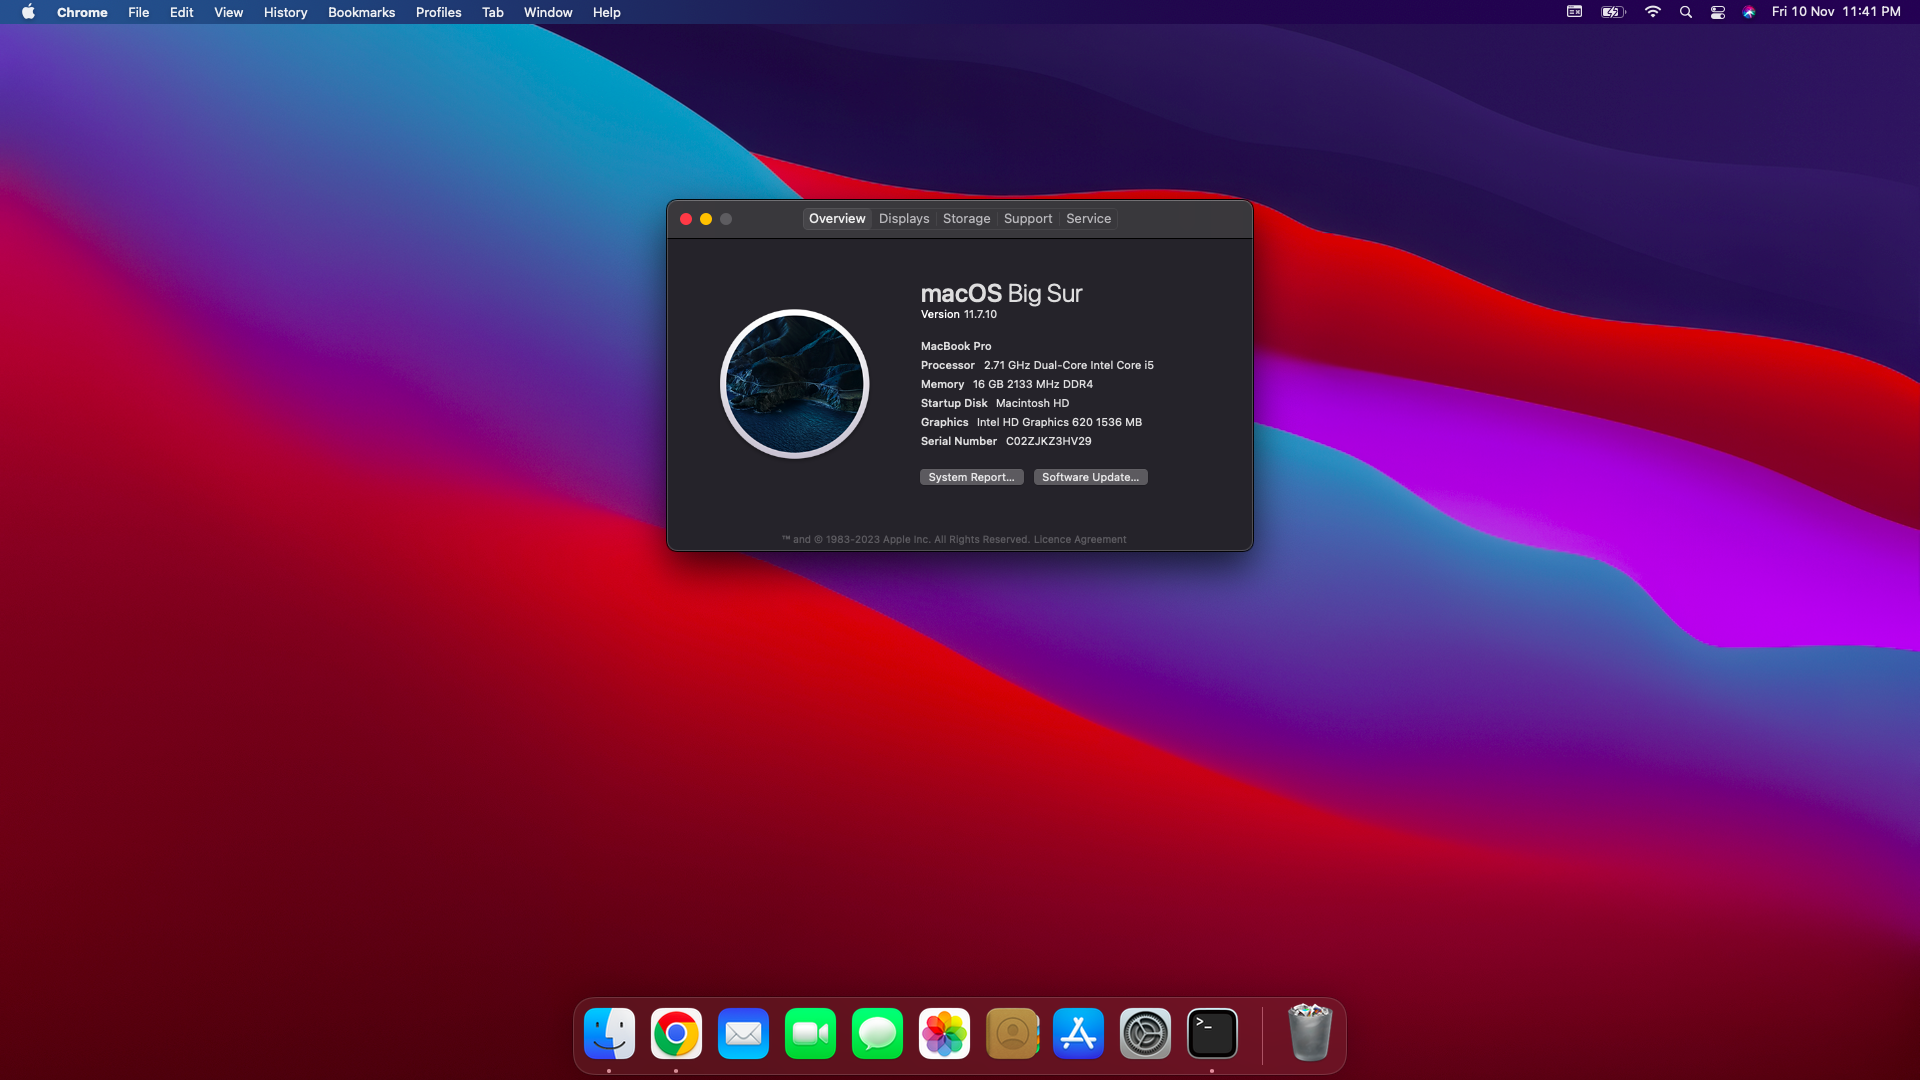 Chrome File Edit View History Bookmarks Profiles Tab Window Help Fri 10 Nov 11:41 PM
Overview Displays Storage Support Service
macOS Big Sur
Version 11.7.10
MacBook Pro
Processor 2.71 GHz Dual-Core Intel Core i5
Memory 16 GB 2133 MHz DDR4
Startup Disk Macintosh HD
Graphics Intel HD Graphics 620 1536 MB
Serial Number C02ZJKZ3HV29
System Report... Software Update...
™ and © 1983-2023 Apple Inc. All Rights Reserved. Licence Agreement
>_